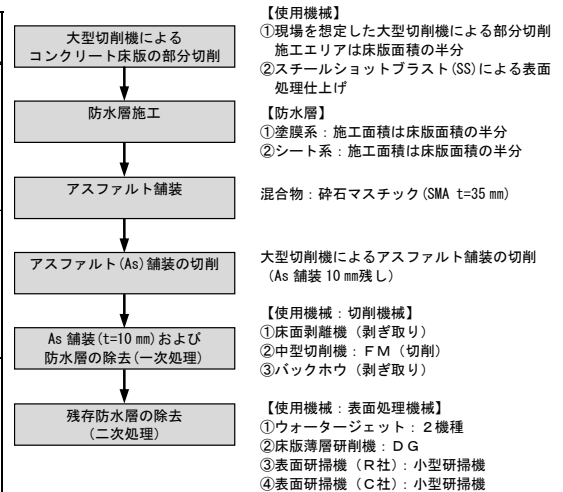 大型切削機による
コンクリート床版の部分切削
【使用機械】
①現場を想定した大型切削機による部分切削
施工エリアは床版面積の半分
②スチールショットブラスト(SS)による表面
処理仕上げ
防水層施工
【防水層】
①塗膜系：施工面積は床版面積の半分
②シート系：施工面積は床版面積の半分
アスファルト舗装
混合物：砕石マスチック(SMA t=35 mm)
アスファルト(As)舗装の切削
大型切削機によるアスファルト舗装の切削
（As 舗装 10 mm残し）
As 舗装(t=10 mm)および
防水層の除去(一次処理)
【使用機械：切削機械】
①床面剥離機（剥ぎ取り）
②中型切削機：ＦＭ（切削）
③バックホウ（剥ぎ取り）
残存防水層の除去
（二次処理）
【使用機械：表面処理機械】
①ウォータージェット：２機種
②床版薄層研削機：ＤＧ
③表面研掃機（Ｒ社）：小型研掃機
④表面研掃機（Ｃ社）：小型研掃機